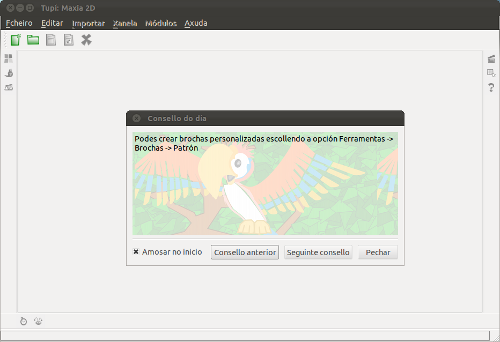 Tupi: Maxia 2D
Ficheiro Editar Importar Xanela Módulos Axuda
Consello do día
Podes crear brochas personalizadas escollendo a opción Ferramentas ->
Brochas -> Patrón
Amosar no inicio Consello anterior Seguinte consello Pechar